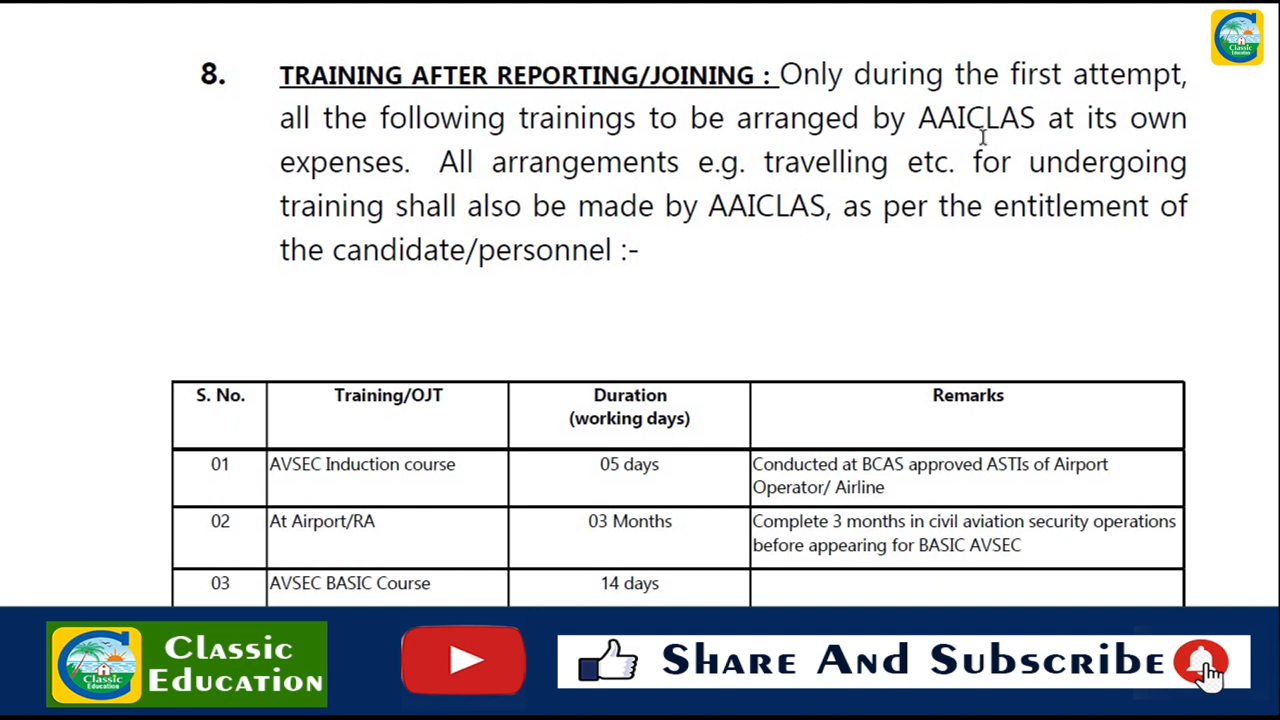 Classic
Education
8. TRAINING AFTER REPORTING/JOINING : Only during the first attempt,
all the following trainings to be arranged by AAICLAS at its own
expenses. All arrangements e.g. travelling etc. for undergoing
training shall also be made by AAICLAS, as per the entitlement of
the candidate/personnel :-
S. No. Training/OJT Duration Remarks
(working days)
01 AVSEC Induction course 05 days Conducted at BCAS approved ASTIs of Airport
Operator/ Airline
02 At Airport/RA 03 Months Complete 3 months in civil aviation security operations
before appearing for BASIC AVSEC
03 AVSEC BASIC Course 14 days
Classic
Education
Classic
Education
Share And Subscribe